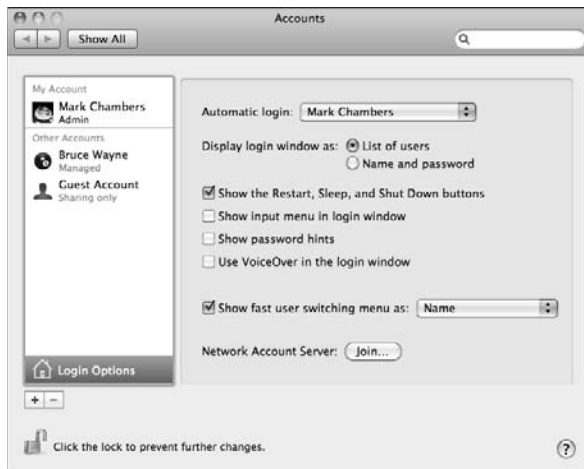 Accounts
Show All
My Account
Mark Chambers
Admin
Other Accounts
Bruce Wayne
Managed
Guest Account
Sharing only
Login Options
+ −
Automatic login: Mark Chambers
Display login window as: List of users
Name and password
Show the Restart, Sleep, and Shut Down buttons
Show input menu in login window
Show password hints
Use VoiceOver in the login window
Show fast user switching menu as: Name
Network Account Server: Join...
Click the lock to prevent further changes.
?